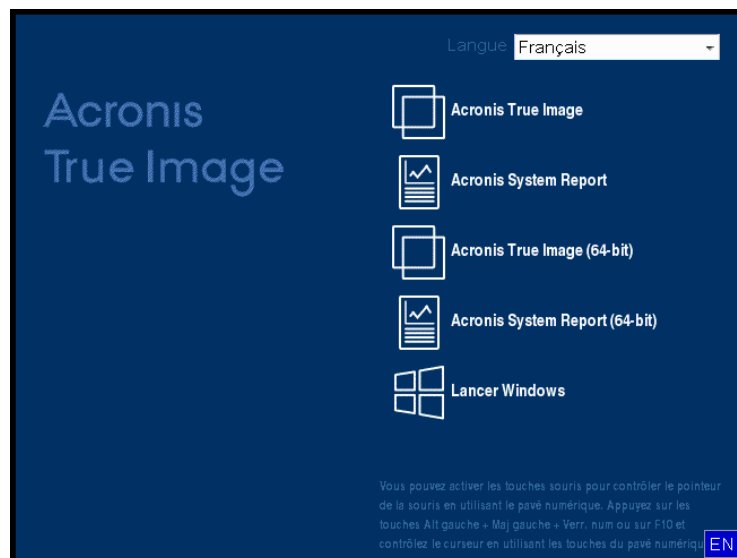 Langue Français
Acronis
True Image
Acronis True Image
Acronis System Report
Acronis True Image (64-bit)
Acronis System Report (64-bit)
Lancer Windows
Vous pouvez activer les touches souris pour contrôler le pointeur
de la souris en utilisant le pavé numérique. Appuyez sur les
touches Alt gauche + Maj gauche + Verr. num ou sur F10 et
contrôlez le curseur en utilisant les touches du pavé numériqu
EN